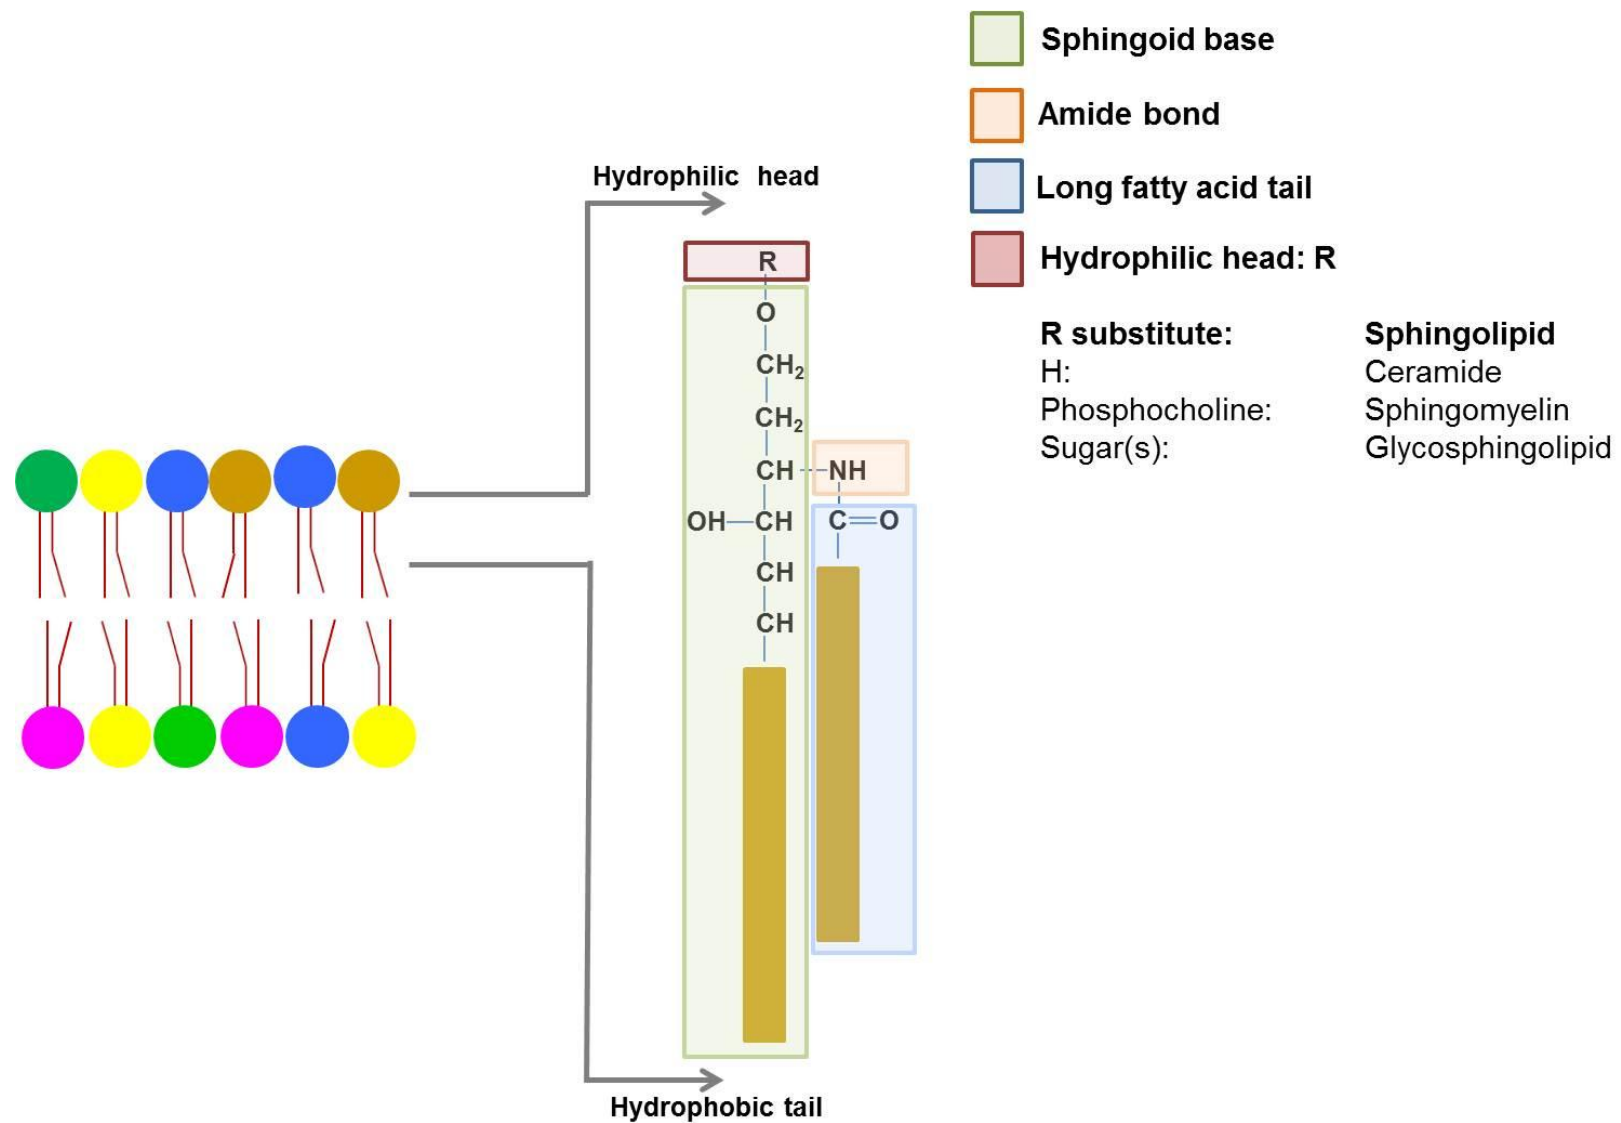 Sphingoid base
Amide bond
Long fatty acid tail
Hydrophilic head: R
R substitute: Sphingolipid
H: Ceramide
Phosphocholine: Sphingomyelin
Sugar(s): Glycosphingolipid
Hydrophilic head
R
O
CH₂
CH₂
CH NH
OH CH C O
CH
CH
Hydrophobic tail